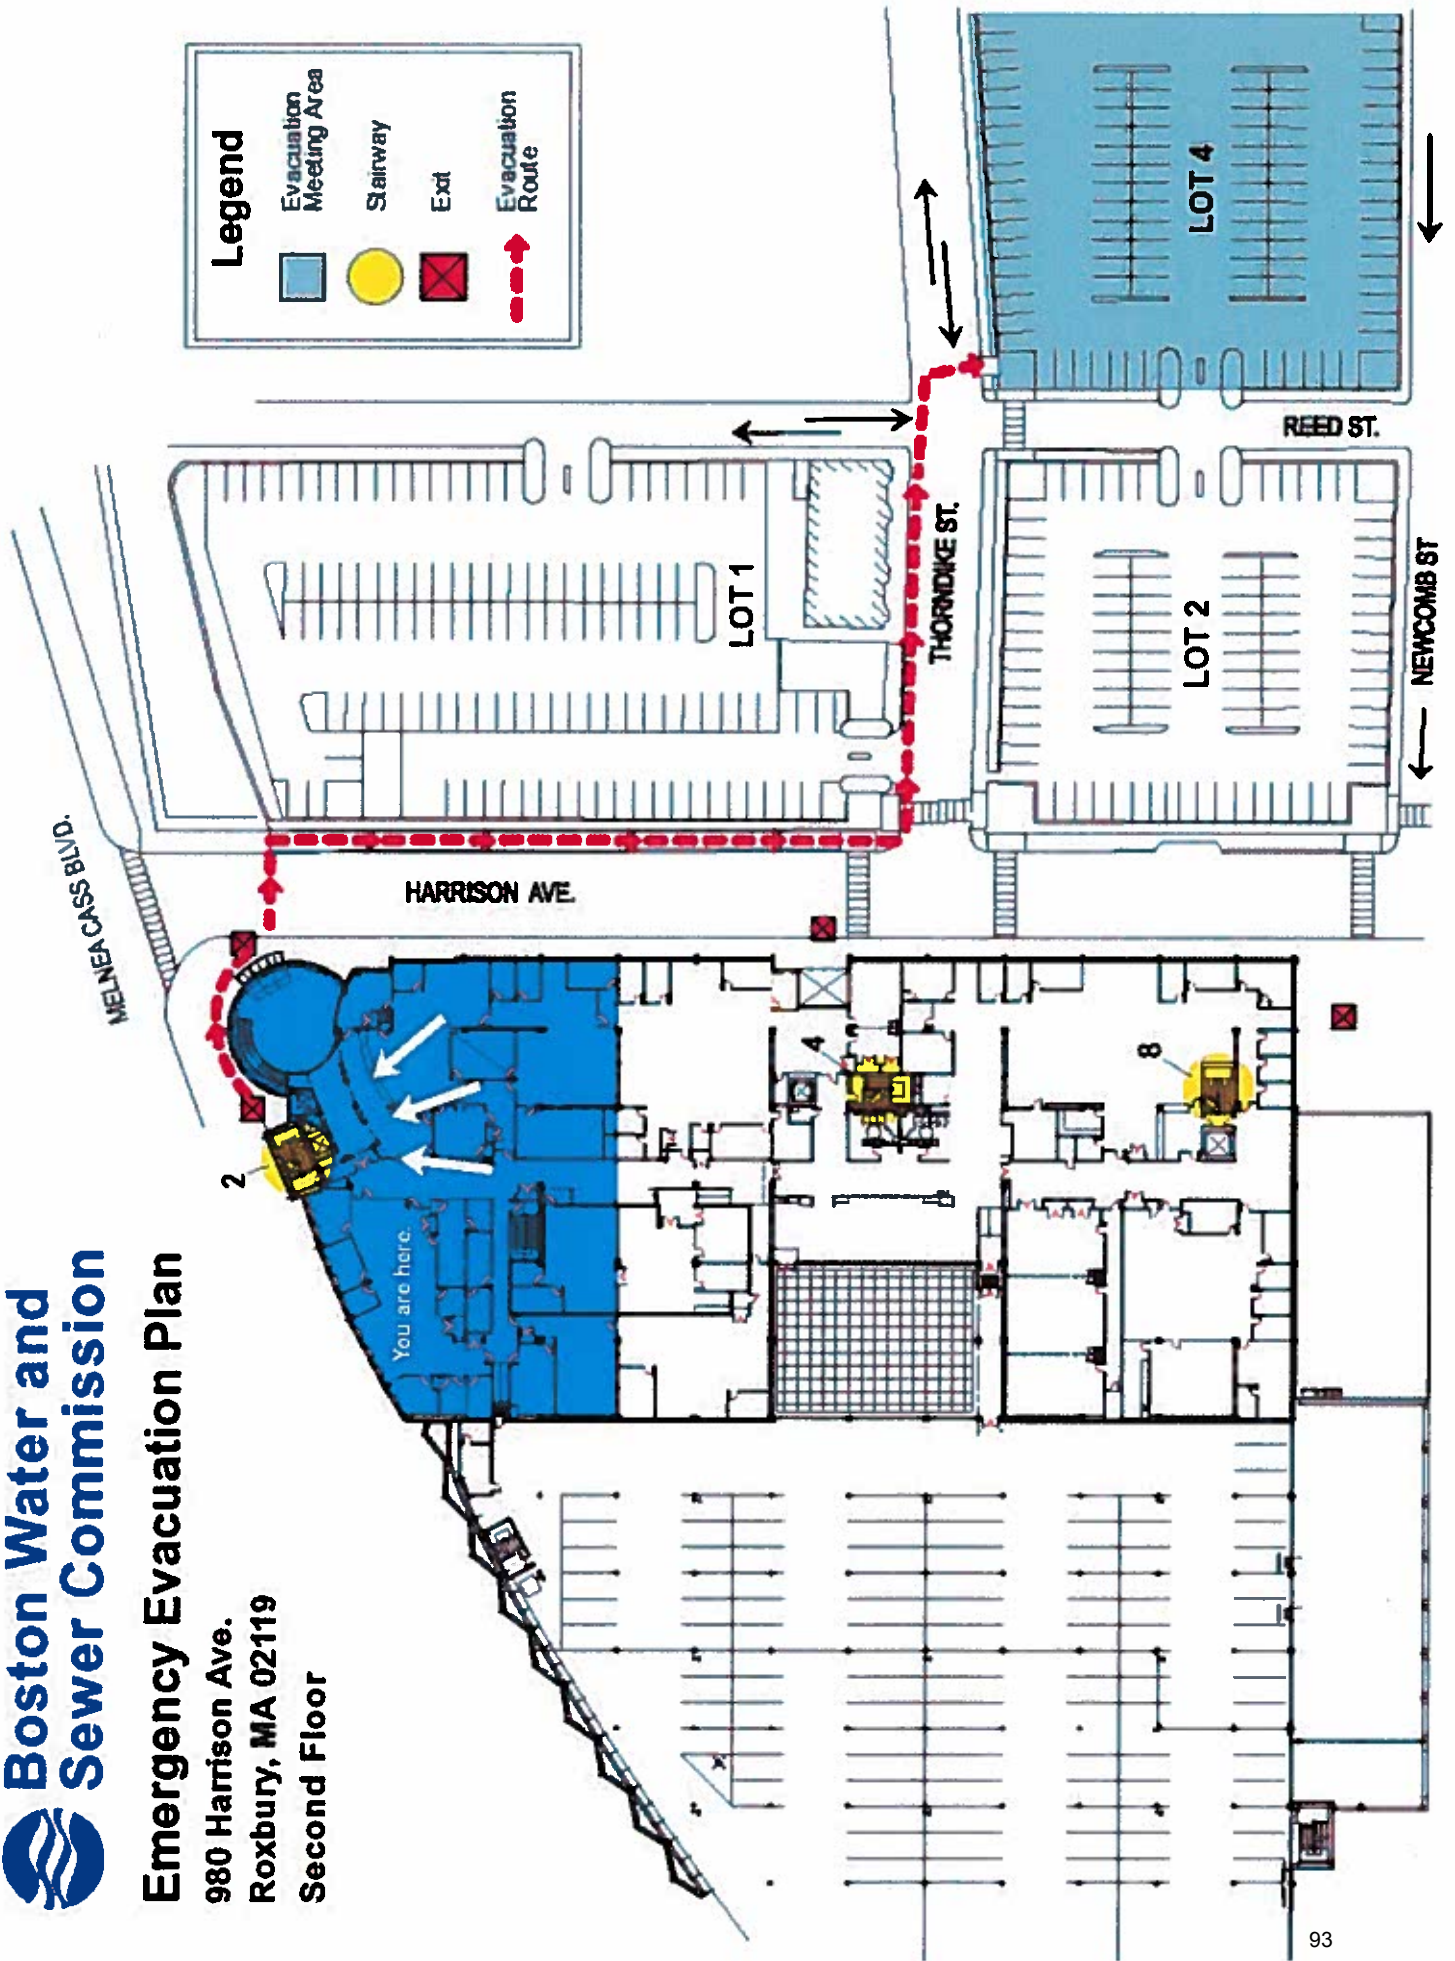 Boston Water and
Sewer Commission
Emergency Evacuation Plan
980 Harrison Ave.
Roxbury, MA 02119
Second Floor
Legend
Evacuation
Meeting Area
Stairway
Exit
Evacuation
Route
MELNEA CASS BLVD.
HARRISON AVE.
LOT 1
THORNDIKE ST.
LOT 2
LOT 4
REED ST.
NEWCOMB ST
2
You are here.
4
8
93